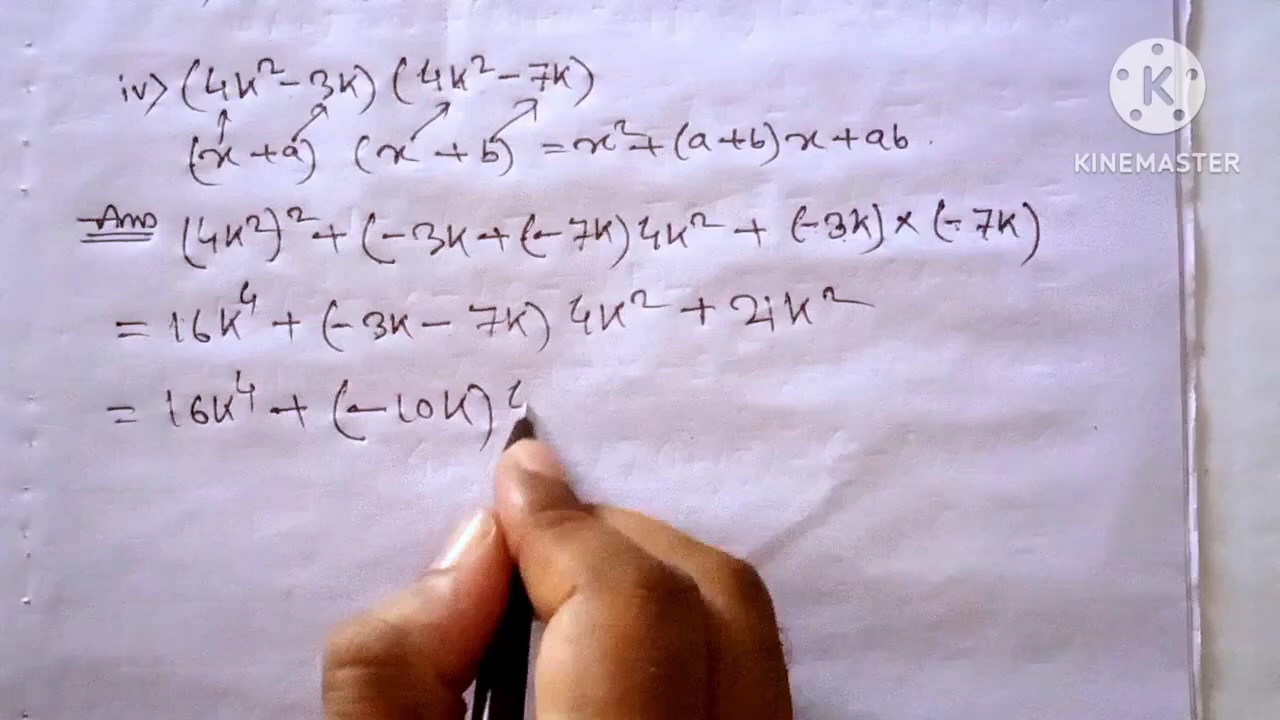 iv) (4k² - 3k) (4k² - 7k)
(x + a) (x + b) = x² + (a + b) x + ab.
Ans (4k²)² + (-3k + (-7k) 4k² + (-3k) × (-7k)
= 16k⁴ + (-3k - 7k) 4k² + 21k²
= 16k⁴ + (-10k) 4
K
KINEMASTER